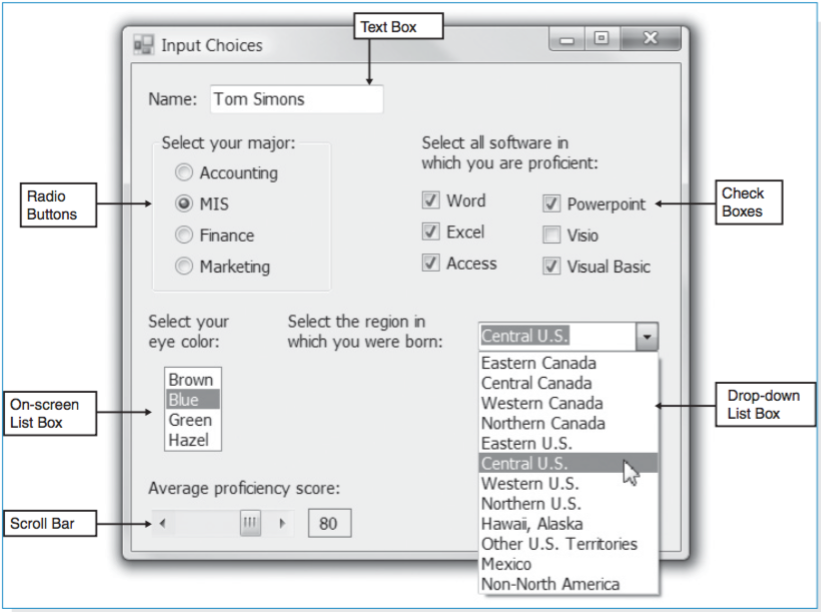 Text Box
Input Choices
Name: Tom Simons
Select your major:
Accounting
MIS
Finance
Marketing
Radio
Buttons
Select all software in
which you are proficient:
Word
Powerpoint
Excel
Visio
Access
Visual Basic
Check
Boxes
Select your
eye color:
Brown
Blue
Green
Hazel
On-screen
List Box
Select the region in
which you were born:
Central U.S.
Eastern Canada
Central Canada
Western Canada
Northern Canada
Eastern U.S.
Central U.S.
Western U.S.
Northern U.S.
Hawaii, Alaska
Other U.S. Territories
Mexico
Non-North America
Drop-down
List Box
Average proficiency score:
80
Scroll Bar